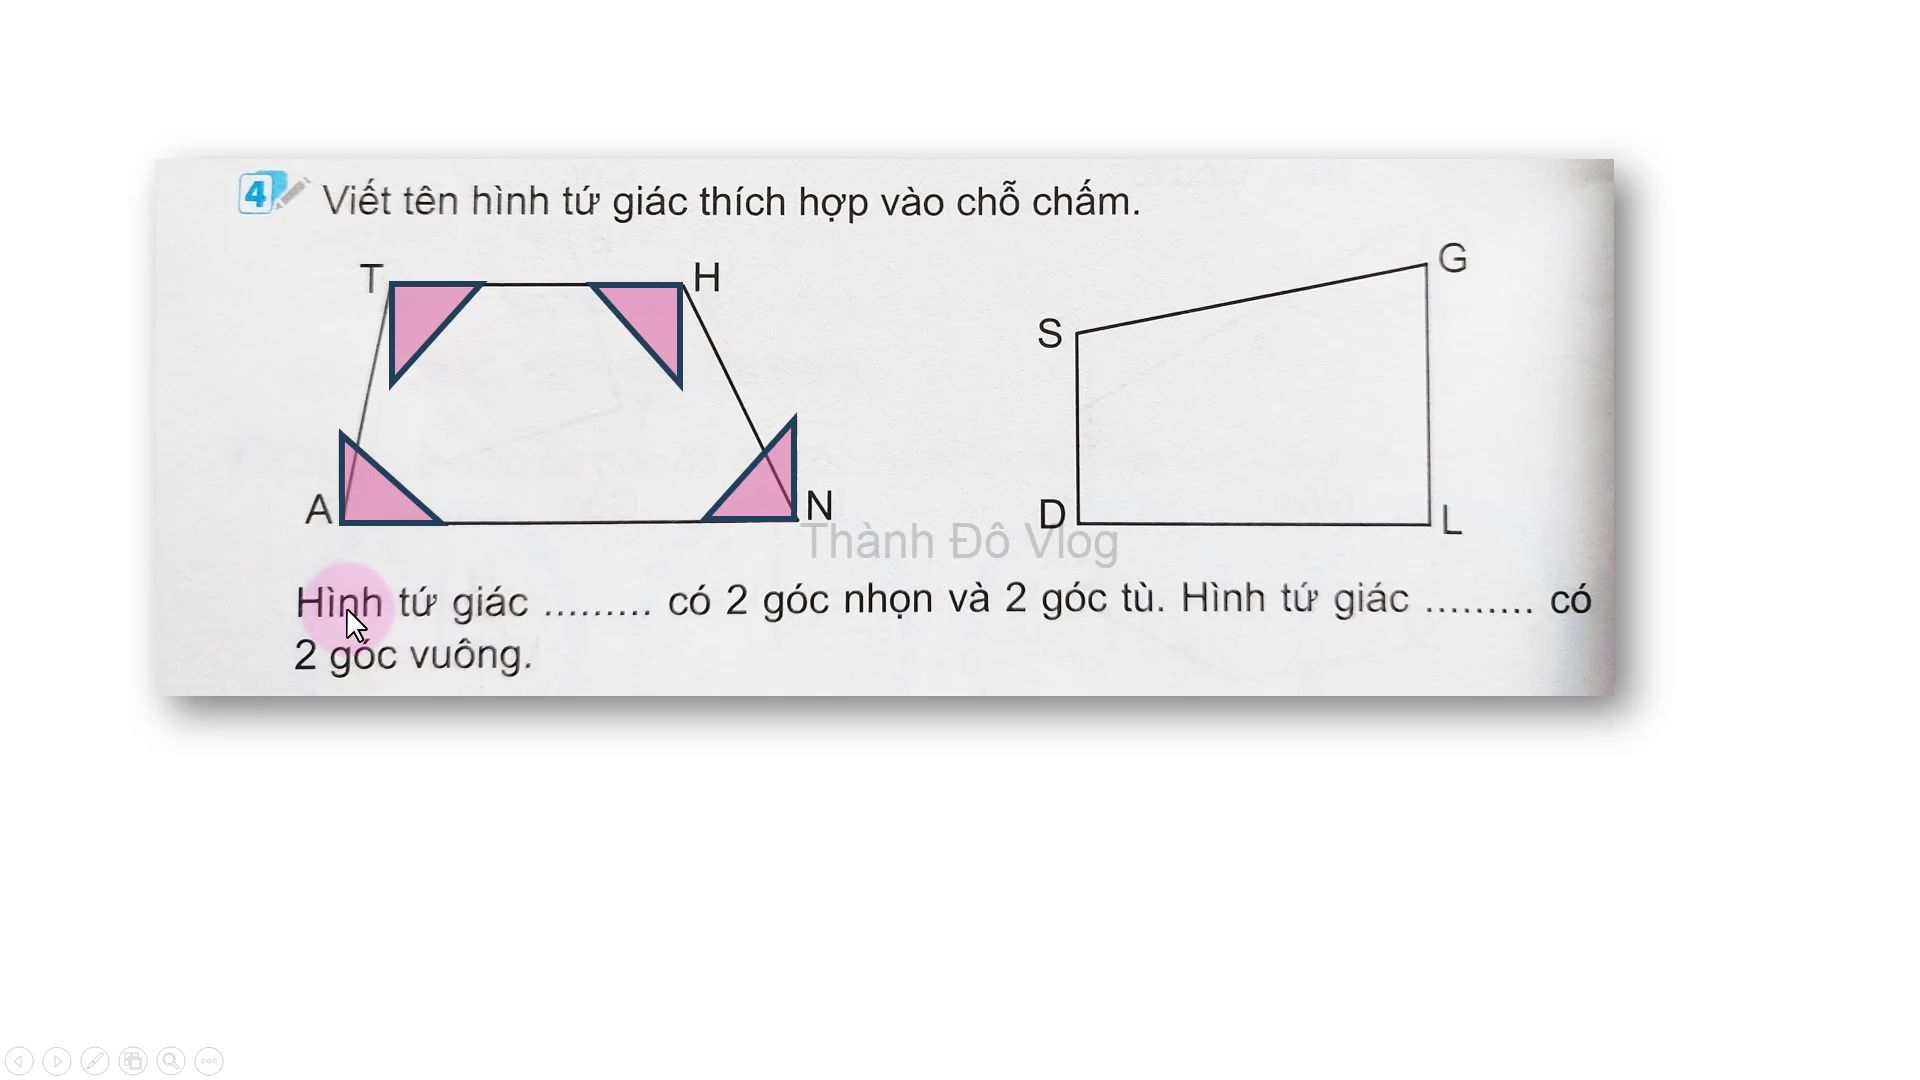 4 Viết tên hình tứ giác thích hợp vào chỗ chấm.
T H
G
S
A N
D L
Thành Đô Vlog
Hình tứ giác ......... có 2 góc nhọn và 2 góc tù. Hình tứ giác ......... có
2 góc vuông.